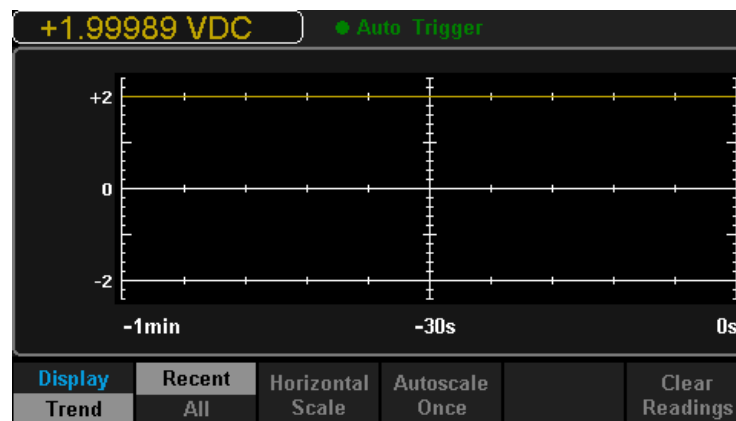 +1.99989 VDC
Auto Trigger
+2
0
-2
-1min
-30s
0s
Display
Trend
Recent
All
Horizontal
Scale
Autoscale
Once
Clear
Readings